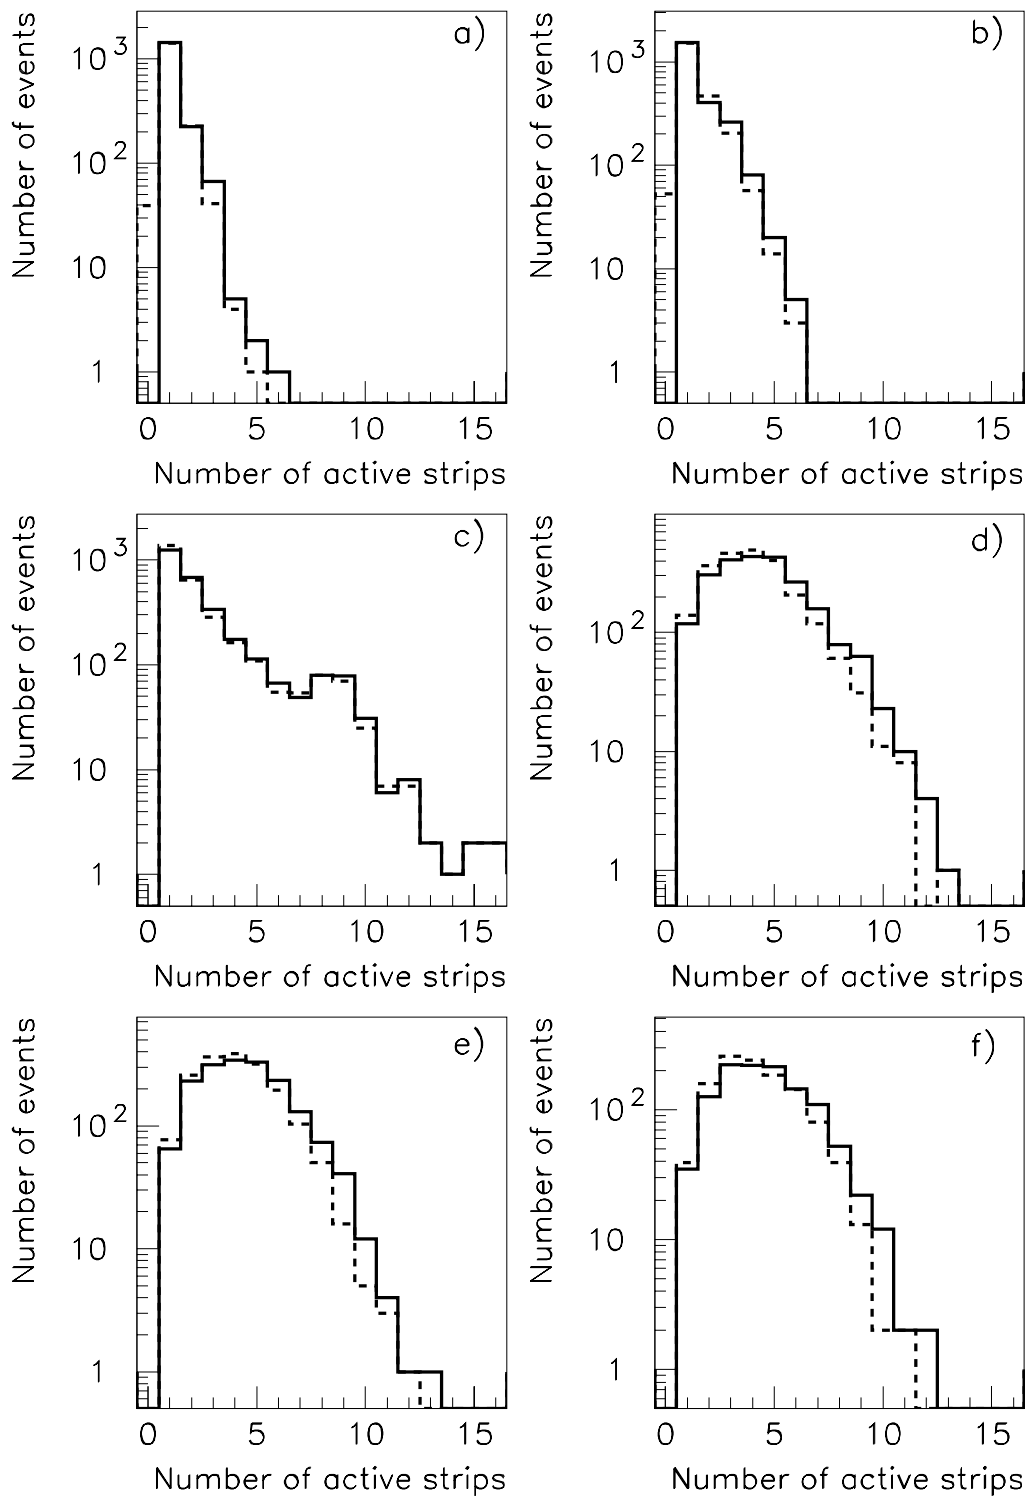 Number of events
a)
10^3
10^2
10
1
0 5 10 15
Number of active strips
Number of events
b)
10^3
10^2
10
1
0 5 10 15
Number of active strips
Number of events
c)
10^3
10^2
10
1
0 5 10 15
Number of active strips
Number of events
d)
10^2
10
1
0 5 10 15
Number of active strips
Number of events
e)
10^2
10
1
0 5 10 15
Number of active strips
Number of events
f)
10^2
10
1
0 5 10 15
Number of active strips